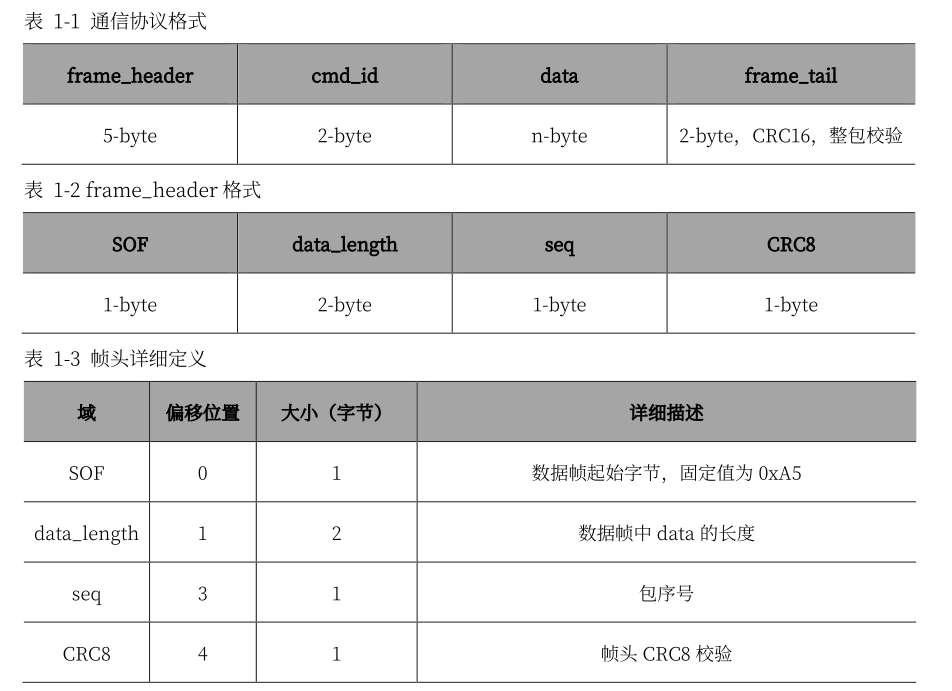 表 1-1 通信协议格式
frame_header cmd_id data frame_tail
5-byte 2-byte n-byte 2-byte，CRC16，整包校验
表 1-2 frame_header 格式
SOF data_length seq CRC8
1-byte 2-byte 1-byte 1-byte
表 1-3 帧头详细定义
域 偏移位置 大小（字节） 详细描述
SOF 0 1 数据帧起始字节，固定值为 0xA5
data_length 1 2 数据帧中 data 的长度
seq 3 1 包序号
CRC8 4 1 帧头 CRC8 校验